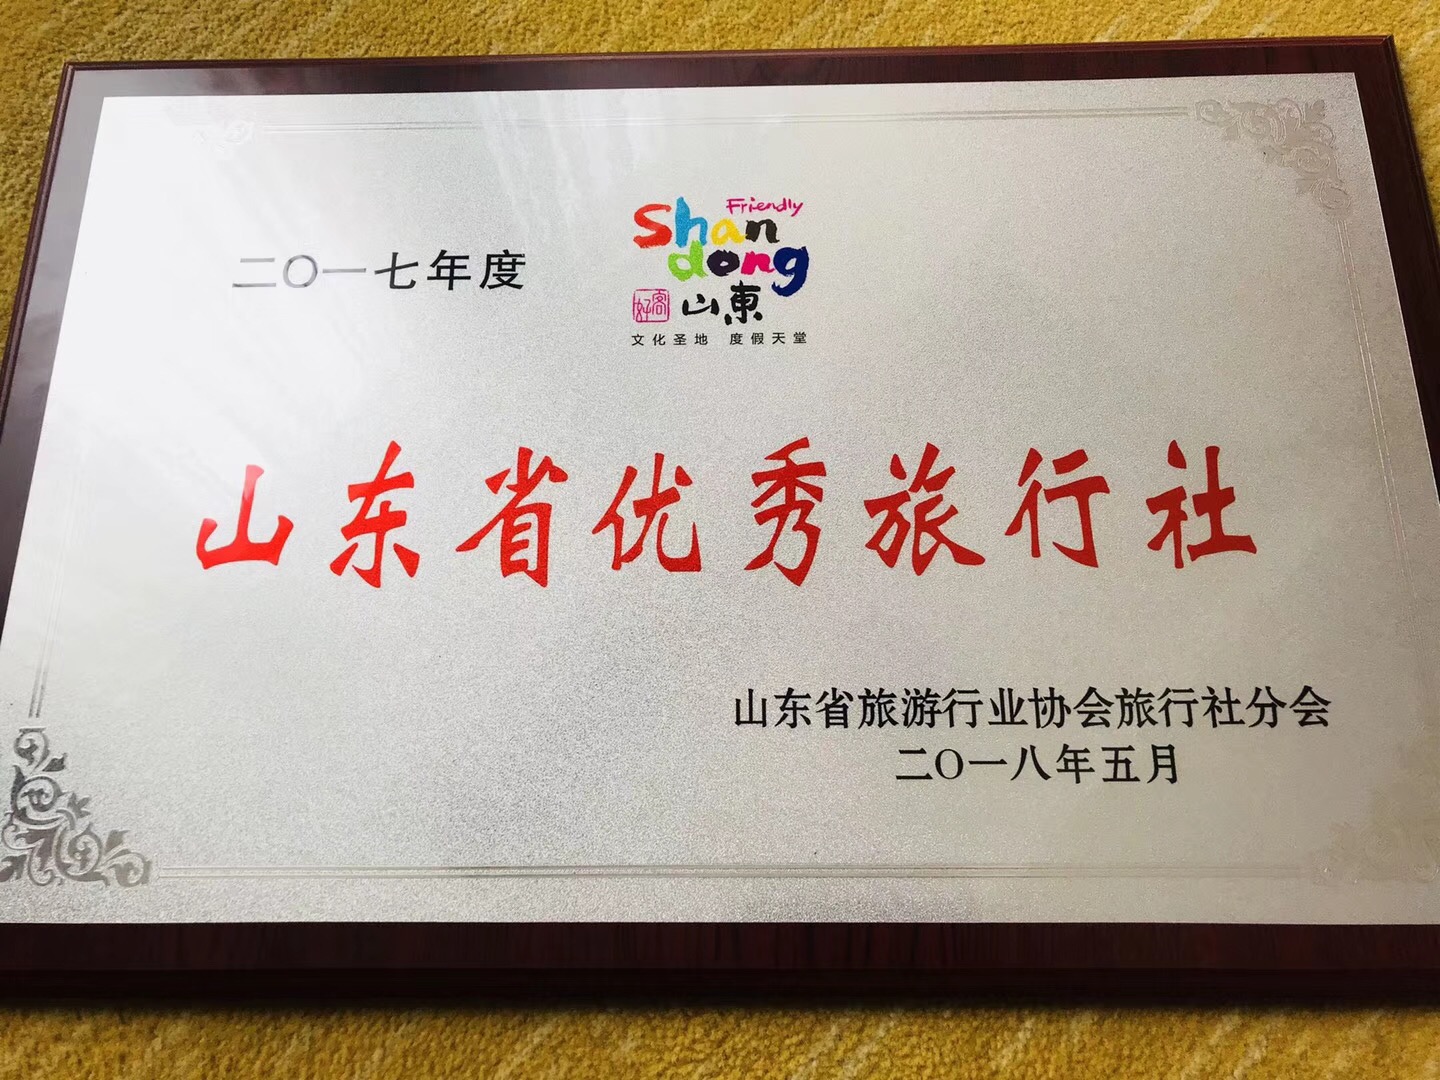 二〇一七年度
Friendly
Shan
dong
好客 山東
文化圣地 度假天堂
山东省优秀旅行社
山东省旅游行业协会旅行社分会
二〇一八年五月